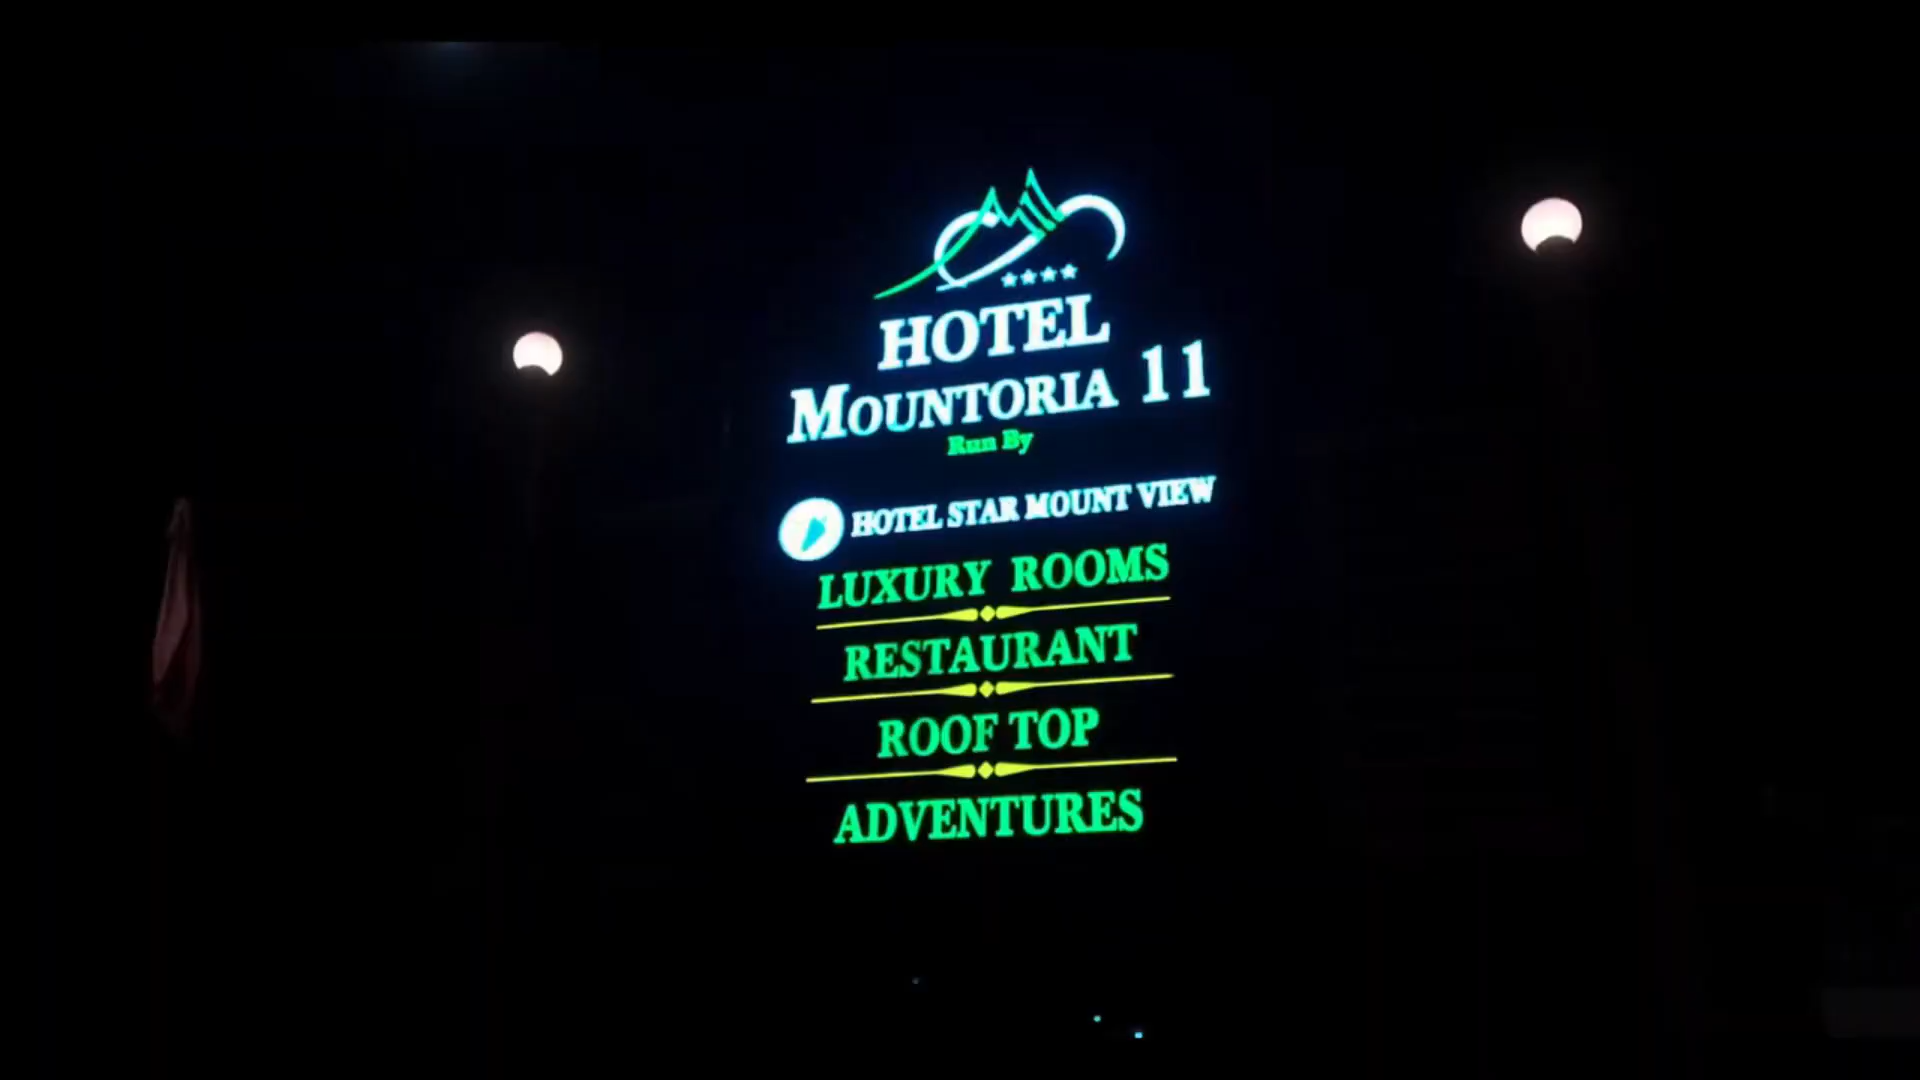 HOTEL
MOUNTORIA 11
Run By
HOTEL STAR MOUNT VIEW
LUXURY ROOMS
RESTAURANT
ROOF TOP
ADVENTURES